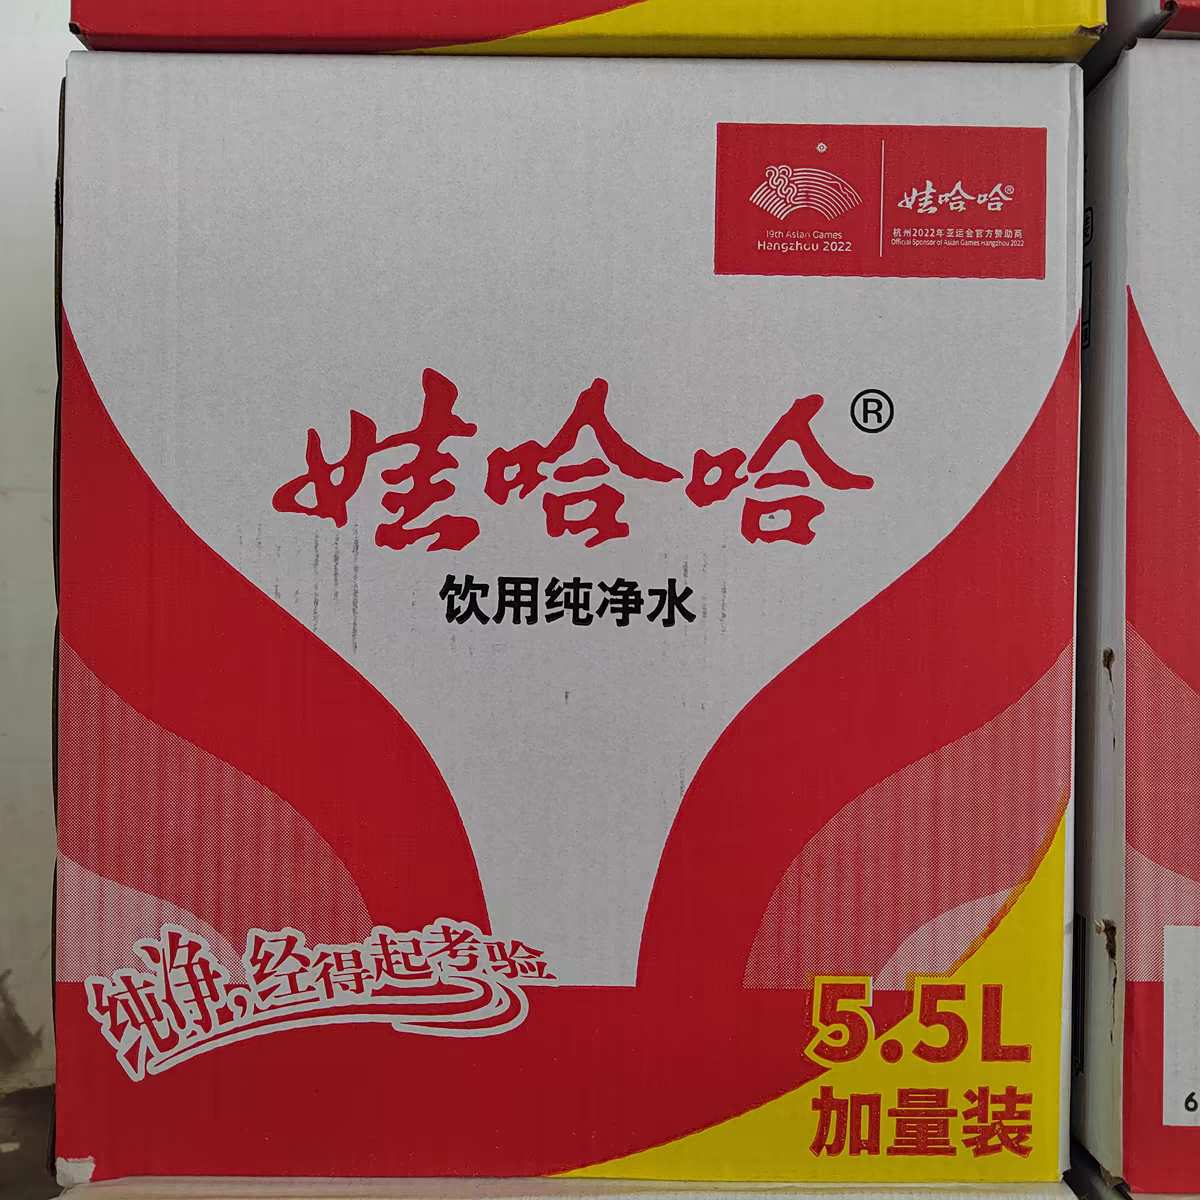 19th Asian Games
Hangzhou 2022
娃哈哈®
杭州2022年亚运会官方赞助商
Official Sponsor of Asian Games Hangzhou 2022
娃哈哈®
饮用纯净水
纯净,经得起考验
5.5L
加量装
6